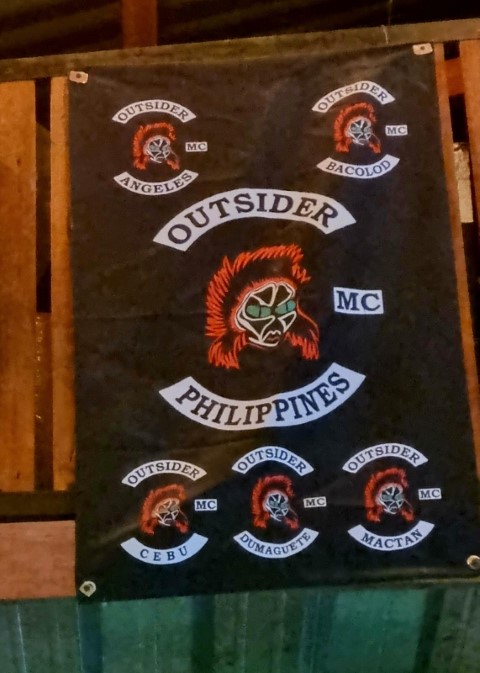 OUTSIDER
MC
ANGELES
OUTSIDER
MC
BACOLOD
OUTSIDER
MC
PHILIPPINES
OUTSIDER
MC
CEBU
OUTSIDER
MC
DUMAGUETE
OUTSIDER
MC
MACTAN